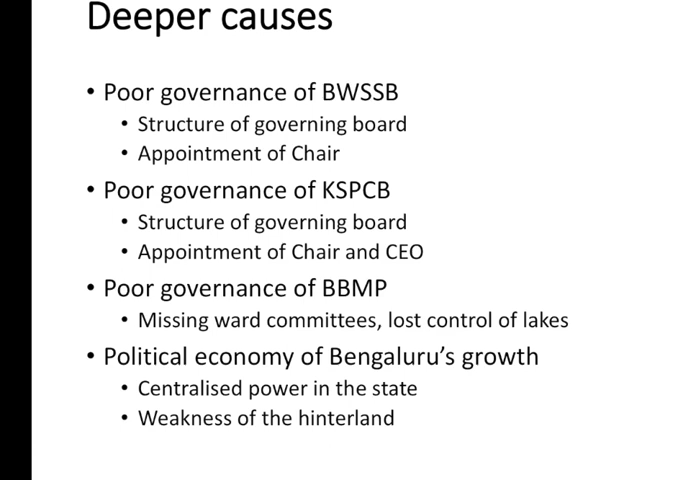 Deeper causes
• Poor governance of BWSSB
• Structure of governing board
• Appointment of Chair
• Poor governance of KSPCB
• Structure of governing board
• Appointment of Chair and CEO
• Poor governance of BBMP
• Missing ward committees, lost control of lakes
• Political economy of Bengaluru’s growth
• Centralised power in the state
• Weakness of the hinterland